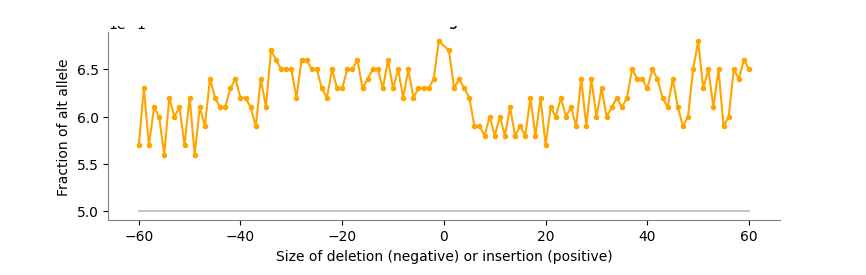 6.5
6.0
5.5
5.0
Fraction of alt allele
−60 −40 −20 0 20 40 60
Size of deletion (negative) or insertion (positive)